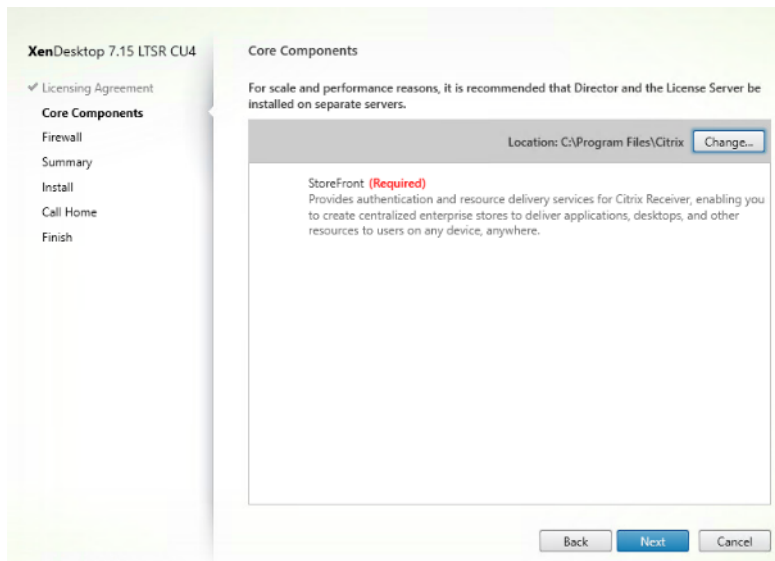 XenDesktop 7.15 LTSR CU4
✔ Licensing Agreement
Core Components
Firewall
Summary
Install
Call Home
Finish
Core Components
For scale and performance reasons, it is recommended that Director and the License Server be
installed on separate servers.
Location: C:\Program Files\Citrix
Change...
StoreFront (Required)
Provides authentication and resource delivery services for Citrix Receiver, enabling you
to create centralized enterprise stores to deliver applications, desktops, and other
resources to users on any device, anywhere.
Back
Next
Cancel